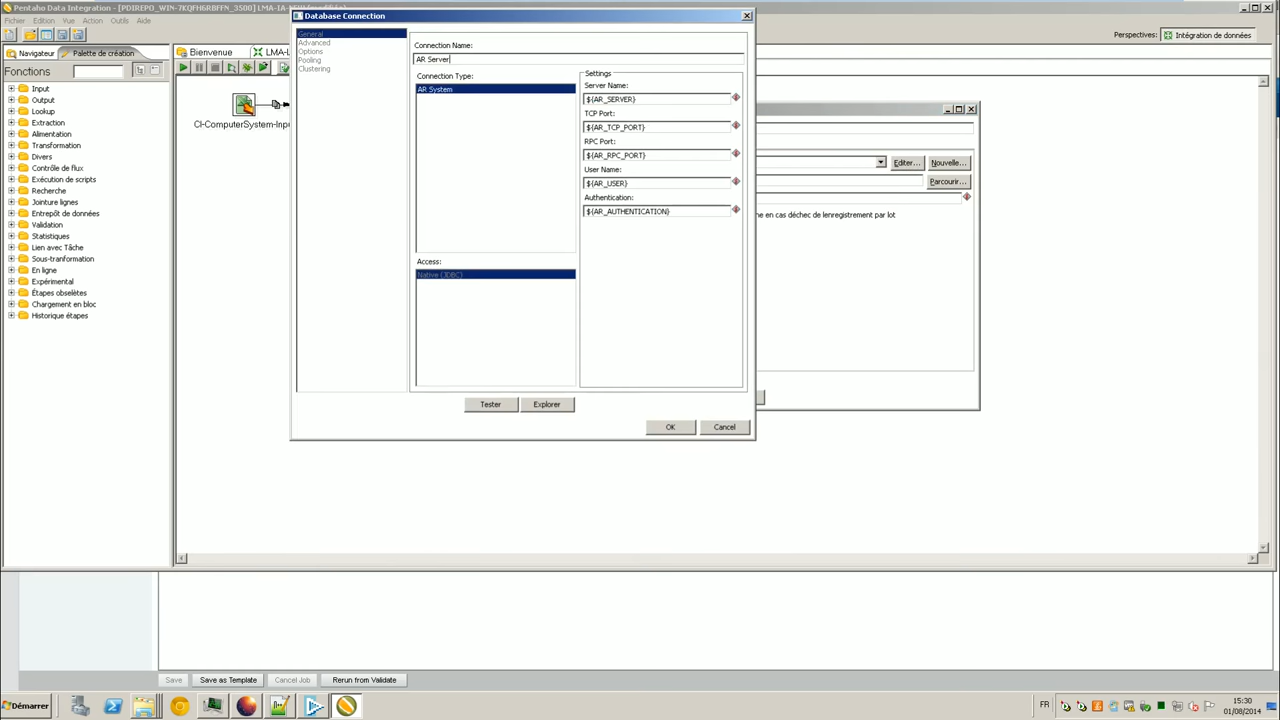 Pentaho Data Integration - [PDIREPO_WIN-7KQFH6RBFFN_3500]
Database Connection
Fichier Edition Vue Action Outils Aide
Perspectives: Intégration de données
Navigateur Palette de création
Fonctions
Input
Output
Lookup
Extraction
Alimentation
Transformation
Divers
Contrôle de flux
Exécution de scripts
Recherche
Jointure lignes
Entrepôt de données
Validation
Statistiques
Lien avec Tâche
Sous-tranformation
En ligne
Expérimental
Étapes obselètes
Chargement en bloc
Historique étapes
Bienvenue LMA-L
CI-ComputerSystem-Inpu
General
Advanced
Options
Pooling
Clustering
Connection Name:
AR Server
Connection Type:
AR System
Access:
Native (JDBC)
Settings
Server Name:
${AR_SERVER}
TCP Port:
${AR_TCP_PORT}
RPC Port:
${AR_RPC_PORT}
User Name:
${AR_USER}
Authentication:
${AR_AUTHENTICATION}
Tester Explorer
OK Cancel
Editer... Nouvelle...
Parcourir...
ne en cas déchec de lenregistrement par lot
Save Save as Template Cancel Job Rerun from Validate
Démarrer
FR
15:30
01/08/2014